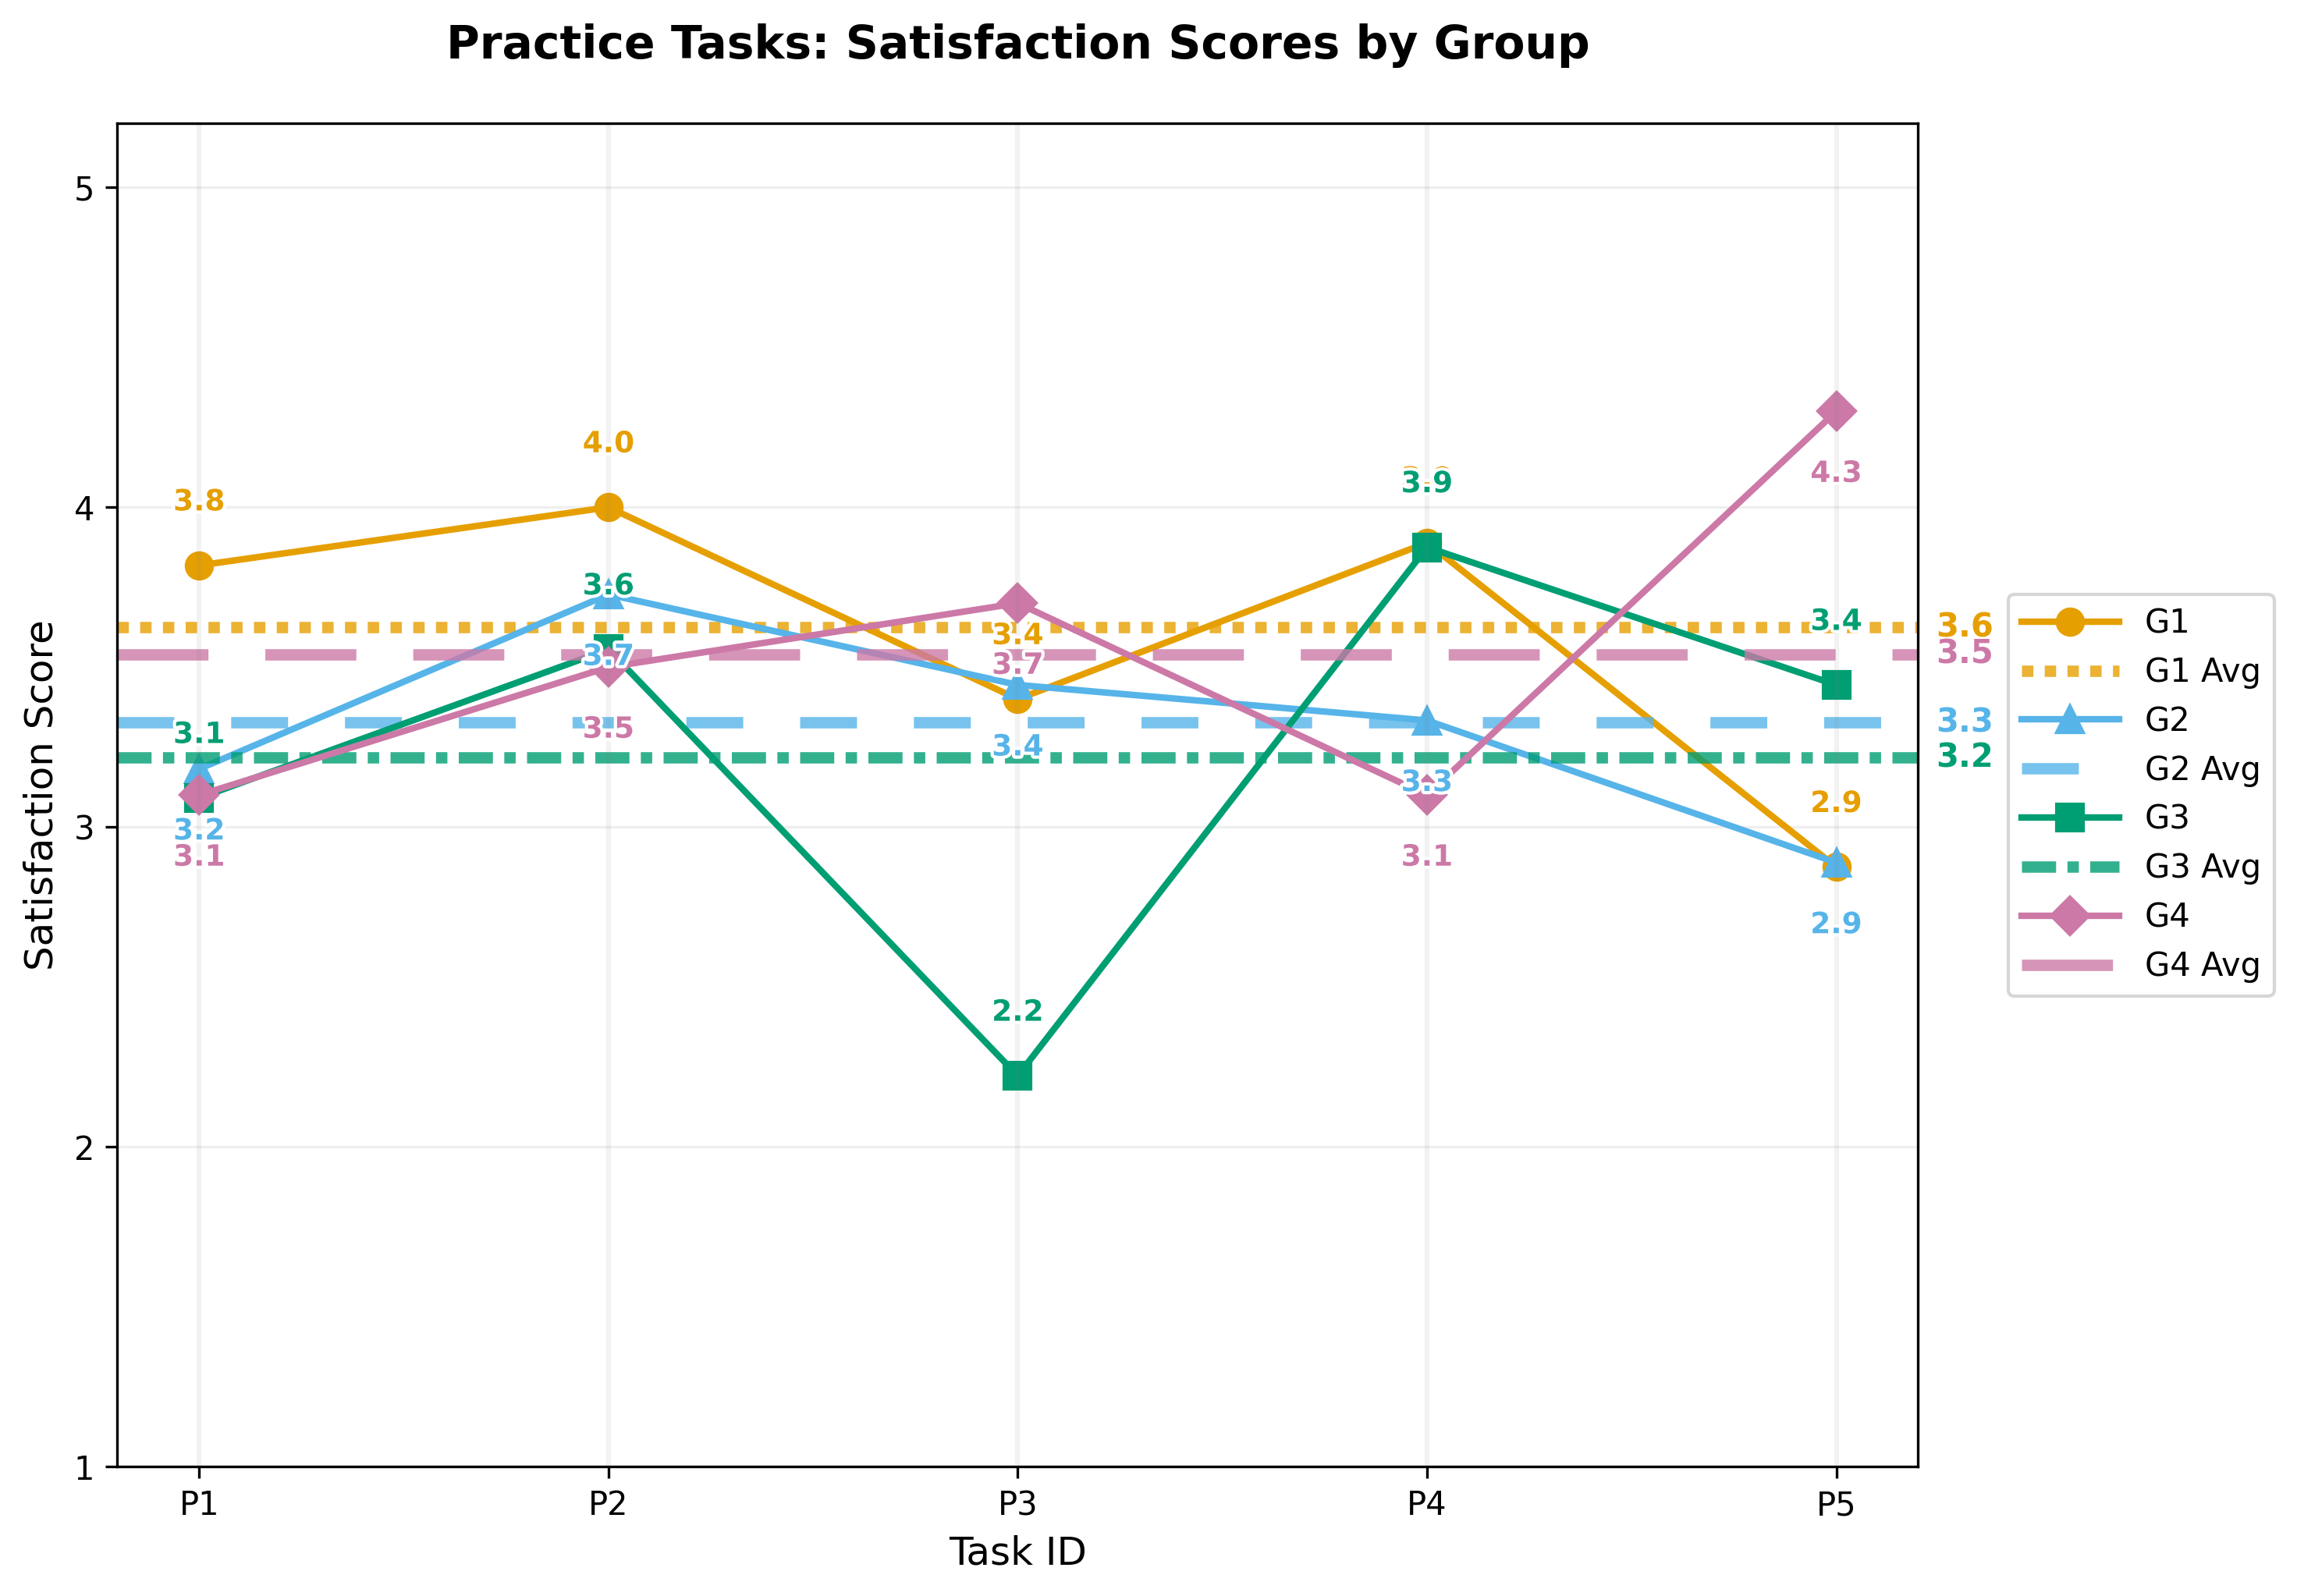 Practice Tasks: Satisfaction Scores by Group
Satisfaction Score
5
4
3
2
1
4.0
3.8
3.9
4.3
3.6
3.4
3.4
3.7
3.7
3.1
3.5
3.4
3.3
2.9
3.2
3.1
3.1
2.9
2.2
3.6
3.5
3.3
3.2
G1
G1 Avg
G2
G2 Avg
G3
G3 Avg
G4
G4 Avg
P1 P2 P3 P4 P5
Task ID